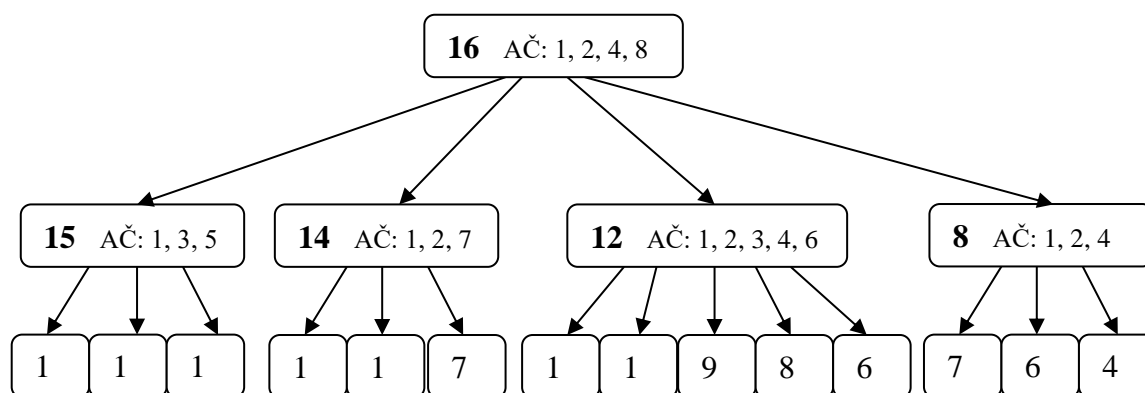 16 AČ: 1, 2, 4, 8
15 AČ: 1, 3, 5
14 AČ: 1, 2, 7
12 AČ: 1, 2, 3, 4, 6
8 AČ: 1, 2, 4
1 1 1 1 1 7 1 1 9 8 6 7 6 4